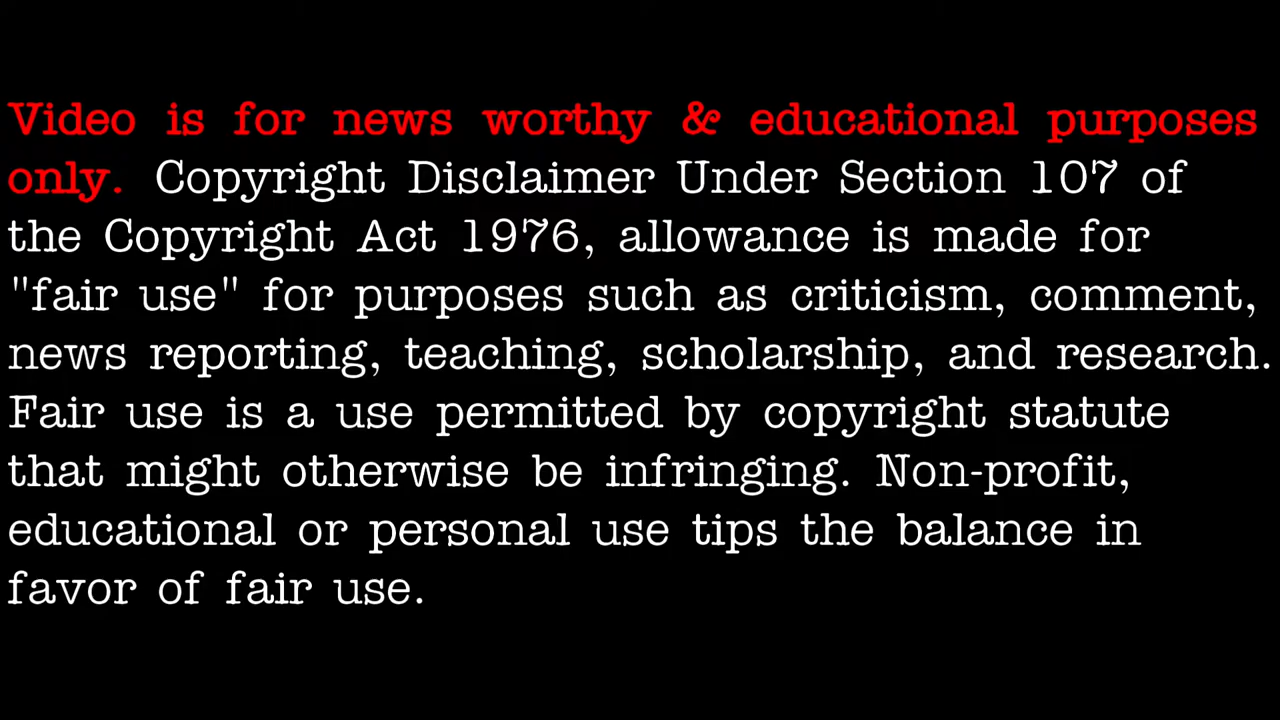 Video is for news worthy & educational purposes
only. Copyright Disclaimer Under Section 107 of
the Copyright Act 1976, allowance is made for
"fair use" for purposes such as criticism, comment,
news reporting, teaching, scholarship, and research.
Fair use is a use permitted by copyright statute
that might otherwise be infringing. Non-profit,
educational or personal use tips the balance in
favor of fair use.